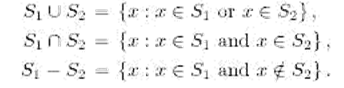 S₁ ∪ S₂ = {x : x ∈ S₁ or x ∈ S₂},
S₁ ∩ S₂ = {x : x ∈ S₁ and x ∈ S₂},
S₁ − S₂ = {x : x ∈ S₁ and x ∉ S₂}.